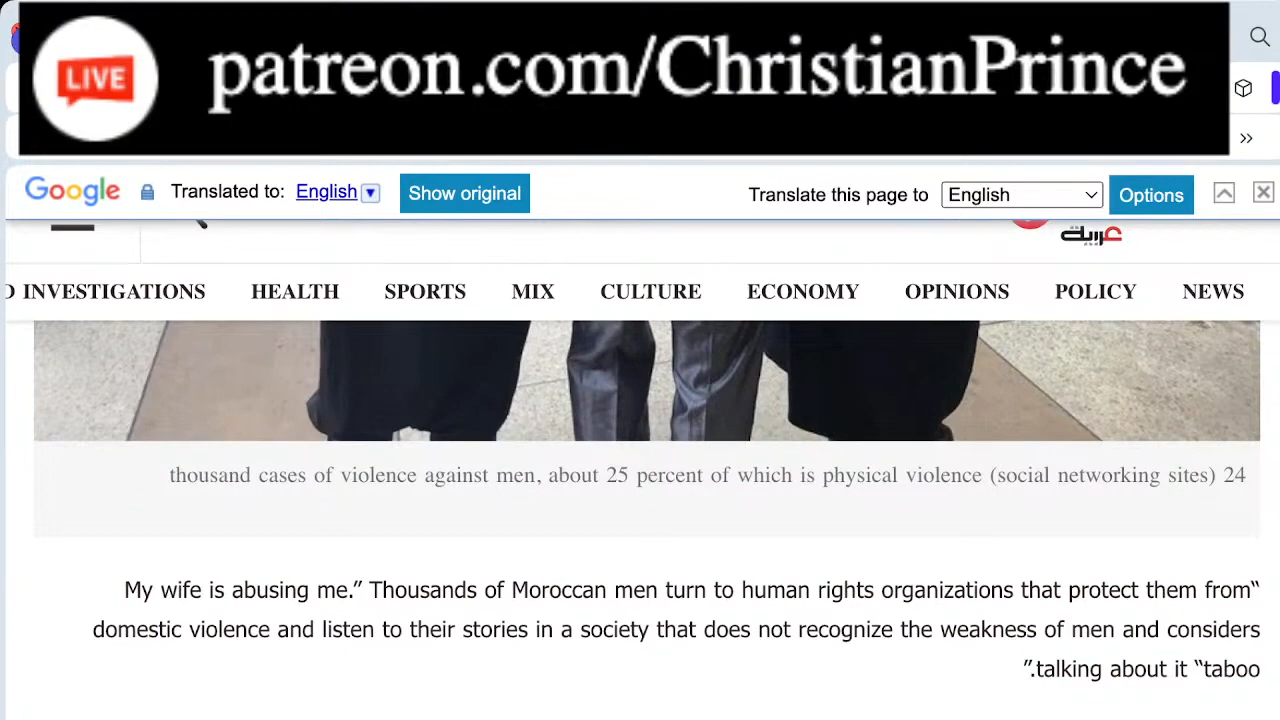 LIVE
patreon.com/ChristianPrince
»
Google Translated to: English Show original Translate this page to English Options
عربية
D INVESTIGATIONS HEALTH SPORTS MIX CULTURE ECONOMY OPINIONS POLICY NEWS
thousand cases of violence against men, about 25 percent of which is physical violence (social networking sites) 24
My wife is abusing me.” Thousands of Moroccan men turn to human rights organizations that protect them from“
domestic violence and listen to their stories in a society that does not recognize the weakness of men and considers
”.talking about it “taboo